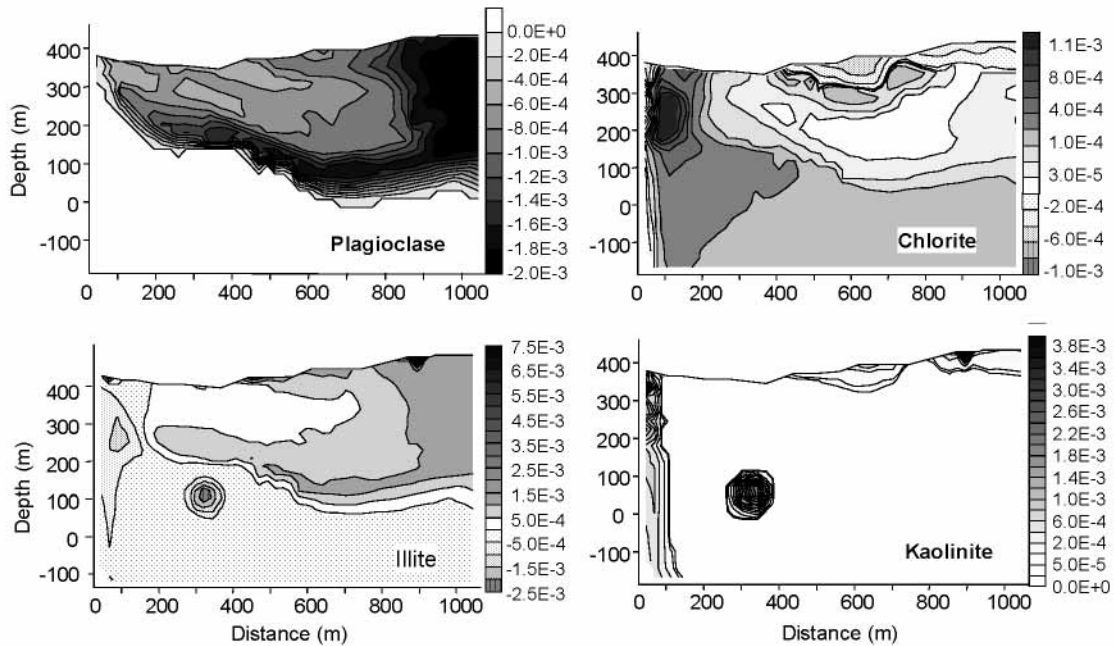 Depth (m)
400
300
200
100
0
-100
Plagioclase
0 200 400 600 800 1000
0.0E+0
-2.0E-4
-4.0E-4
-6.0E-4
-8.0E-4
-1.0E-3
-1.2E-3
-1.4E-3
-1.6E-3
-1.8E-3
-2.0E-3
400
300
200
100
0
-100
Chlorite
0 200 400 600 800 1000
1.1E-3
8.0E-4
4.0E-4
1.0E-4
3.0E-5
-2.0E-4
-6.0E-4
-1.0E-3
Depth (m)
400
300
200
100
0
-100
Illite
0 200 400 600 800 1000
Distance (m)
7.5E-3
6.5E-3
5.5E-3
4.5E-3
3.5E-3
2.5E-3
1.5E-3
5.0E-4
-5.0E-4
-1.5E-3
-2.5E-3
400
300
200
100
0
-100
Kaolinite
0 200 400 600 800 1000
Distance (m)
3.8E-3
3.4E-3
3.0E-3
2.6E-3
2.2E-3
1.8E-3
1.4E-3
1.0E-3
6.0E-4
2.0E-4
5.0E-5
0.0E+0